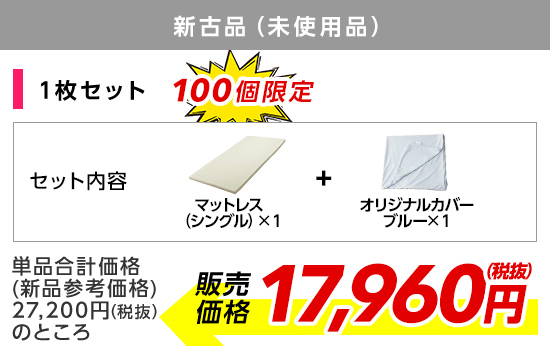 新古品（未使用品）
1枚セット
100個限定
セット内容
マットレス
（シングル）×1
+
オリジナルカバー
ブルー×1
単品合計価格
(新品参考価格)
27,200円(税抜)
のところ
販売
価格
17,960円
(税抜)